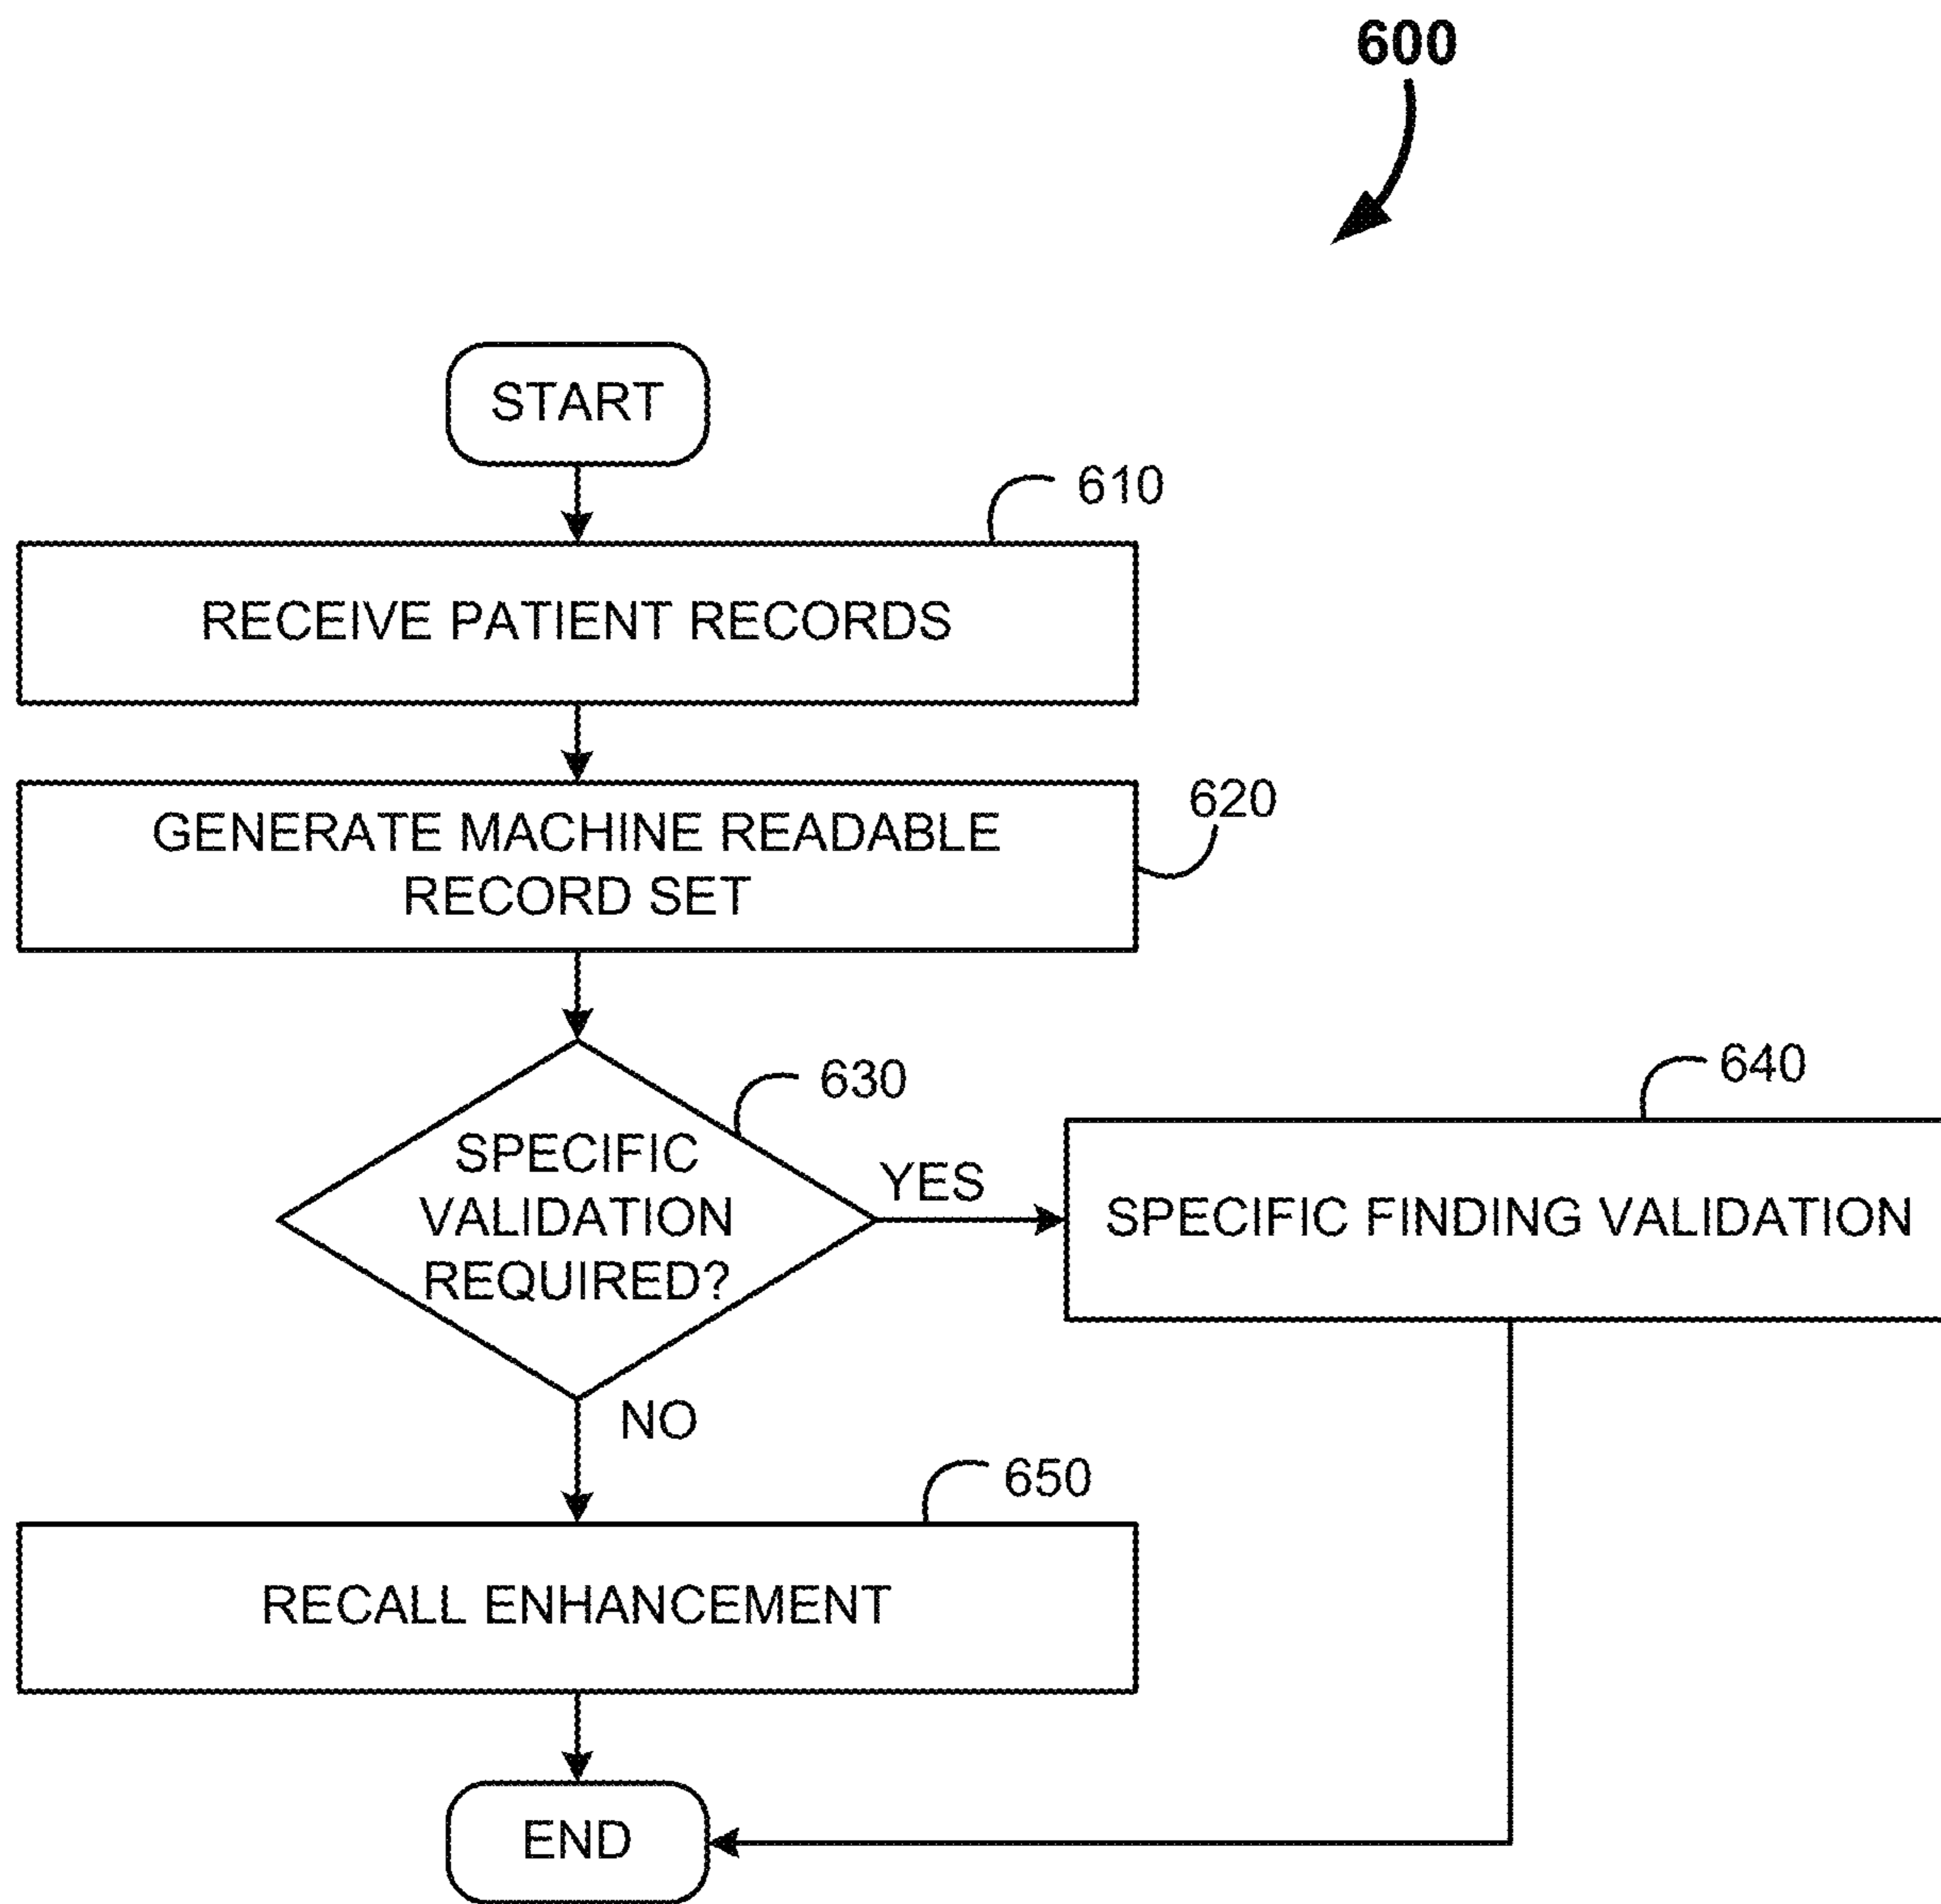 600
START
610
RECEIVE PATIENT RECORDS
620
GENERATE MACHINE READABLE
RECORD SET
630
SPECIFIC
VALIDATION
REQUIRED?
YES
640
SPECIFIC FINDING VALIDATION
NO
650
RECALL ENHANCEMENT
END